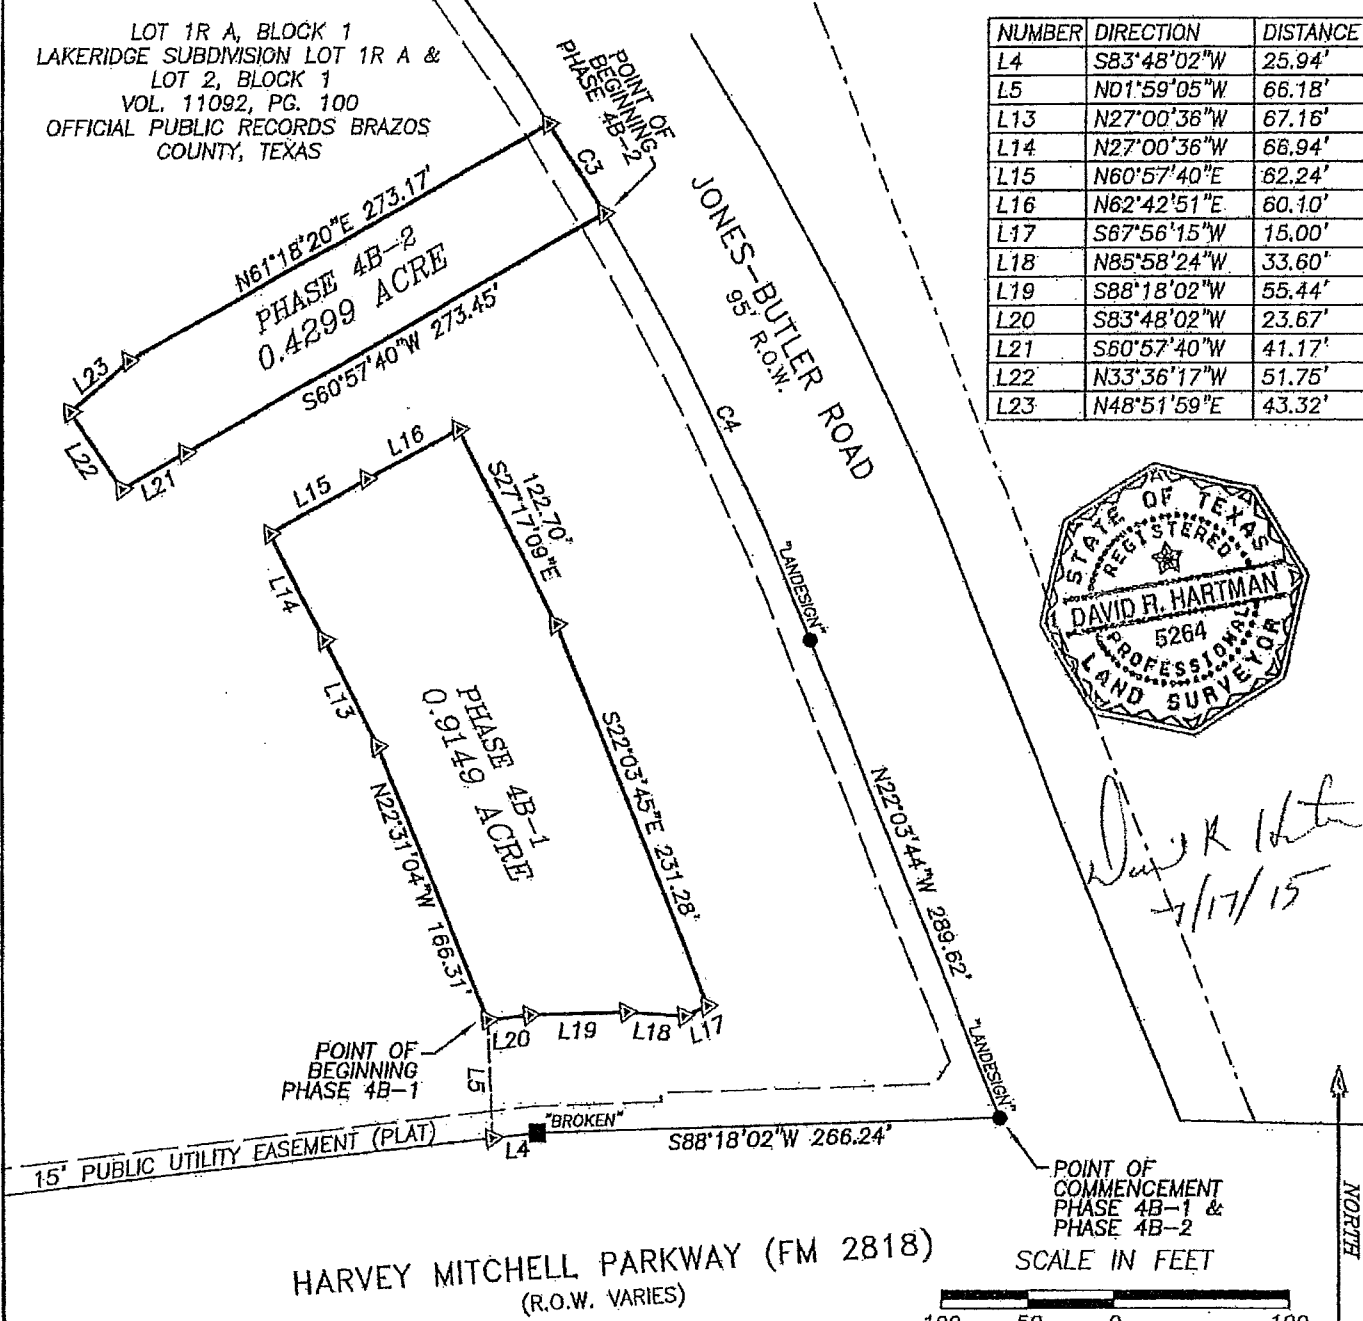 LOT 1R A, BLOCK 1
LAKERIDGE SUBDIVISION LOT 1R A &
LOT 2, BLOCK 1
VOL. 11092, PG. 100
OFFICIAL PUBLIC RECORDS BRAZOS
COUNTY, TEXAS
POINT OF
BEGINNING
PHASE 4B-2
NUMBER DIRECTION DISTANCE
L4 S83°48'02"W 25.94'
L5 N01°59'05"W 66.18'
L13 N27°00'36"W 67.16'
L14 N27°00'36"W 66.94'
L15 N60°57'40"E 62.24'
L16 N62°42'51"E 60.10'
L17 S67°56'15"W 15.00'
L18 N85°58'24"W 33.60'
L19 S88°18'02"W 55.44'
L20 S83°48'02"W 23.67'
L21 S60°57'40"W 41.17'
L22 N33°36'17"W 51.75'
L23 N48°51'59"E 43.32'
C3
N61°18'20"E 273.17'
PHASE 4B-2
0.4299 ACRE
S60°57'40"W 273.45'
L23
L22
L21
JONES-BUTLER ROAD
95' R.O.W.
C4
L16
L15
122.70'
S27°17'09"E
L14
L13
"LANDESIGN"
STATE OF TEXAS
REGISTERED
DAVID R. HARTMAN
5264
PROFESSIONAL
LAND SURVEYOR
PHASE 4B-1
0.9149 ACRE
S22°03'45"E 231.28'
N22°31'04"W 166.31'
N22°03'44"W 289.62'
7/17/15
L20
L19
L18
L17
"LANDESIGN"
POINT OF
BEGINNING
PHASE 4B-1
L5
"BROKEN"
L4
S88°18'02"W 266.24'
15' PUBLIC UTILITY EASEMENT (PLAT)
POINT OF
COMMENCEMENT
PHASE 4B-1 &
PHASE 4B-2
NORTH
HARVEY MITCHELL PARKWAY (FM 2818)
(R.O.W. VARIES)
SCALE IN FEET
100 50 0 100